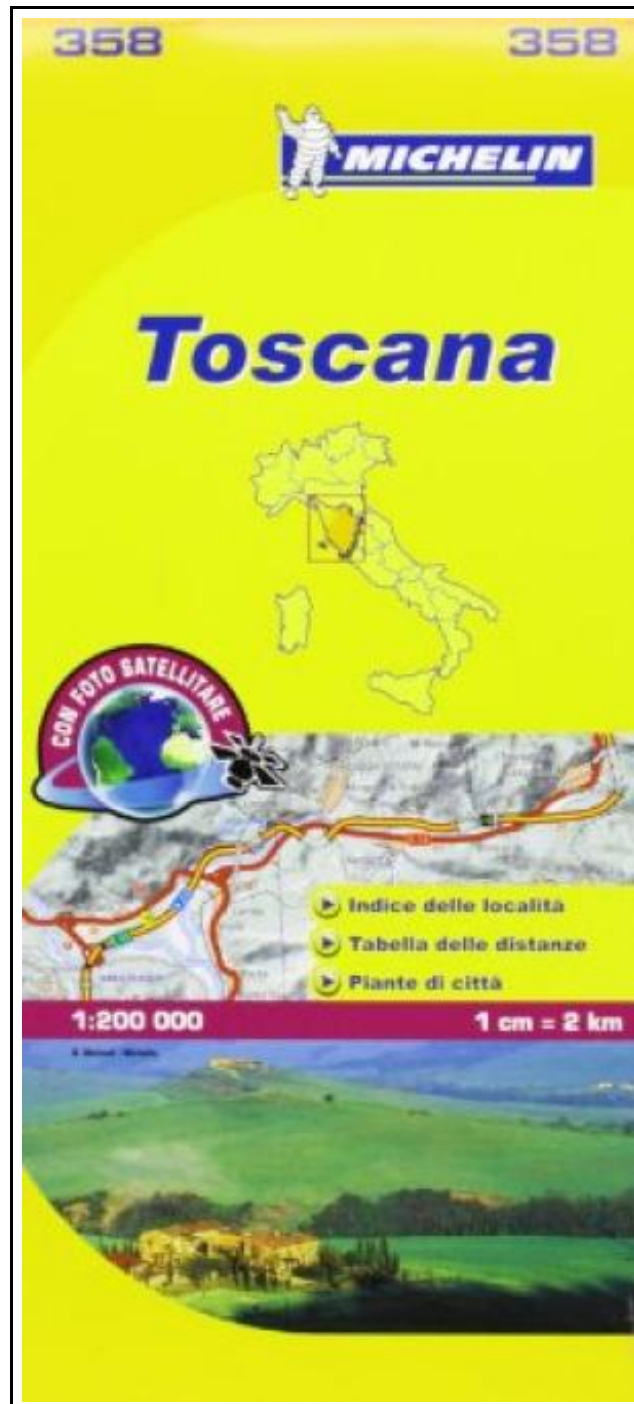 358 358
MICHELIN
Toscana
CON FOTO SATELLITARE
Indice delle località
Tabella delle distanze
Piante di città
1:200 000 1 cm = 2 km